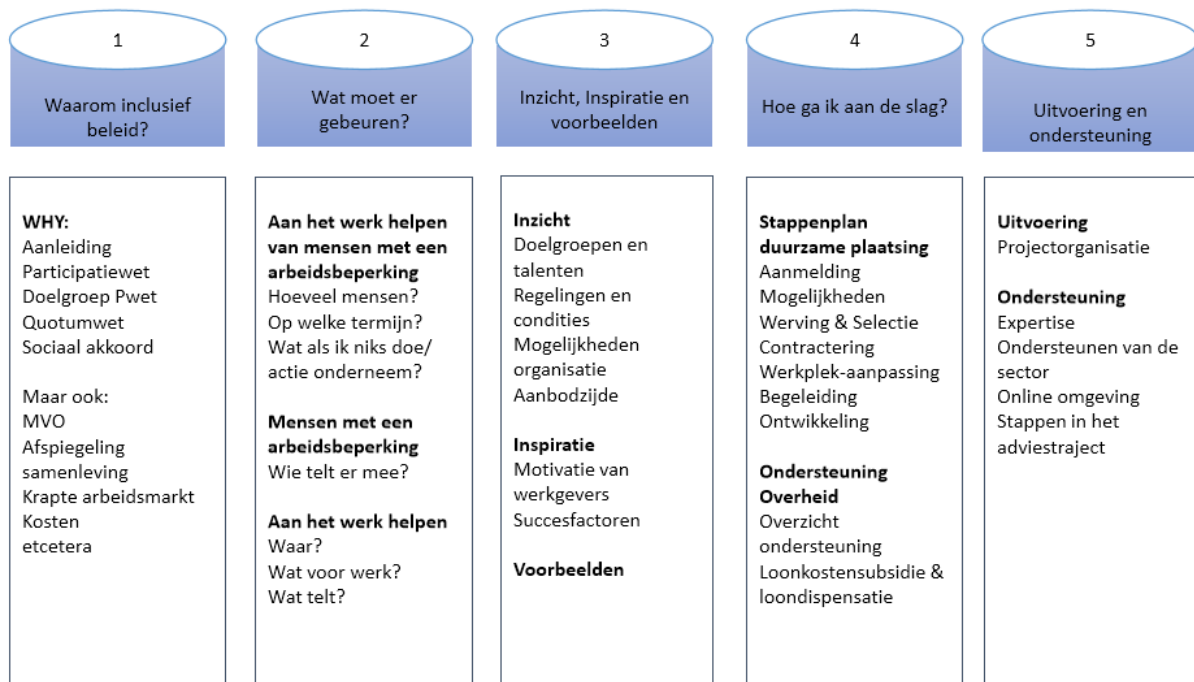 1
Waarom inclusief
beleid?
WHY:
Aanleiding
Participatiewet
Doelgroep Pwet
Quotumwet
Sociaal akkoord
Maar ook:
MVO
Afspiegeling
samenleving
Krapte arbeidsmarkt
Kosten
etcetera
2
Wat moet er
gebeuren?
Aan het werk helpen
van mensen met een
arbeidsbeperking
Hoeveel mensen?
Op welke termijn?
Wat als ik niks doe/
actie onderneem?
Mensen met een
arbeidsbeperking
Wie telt er mee?
Aan het werk helpen
Waar?
Wat voor werk?
Wat telt?
3
Inzicht, Inspiratie en
voorbeelden
Inzicht
Doelgroepen en
talenten
Regelingen en
condities
Mogelijkheden
organisatie
Aanbodzijde
Inspiratie
Motivatie van
werkgevers
Succesfactoren
Voorbeelden
4
Hoe ga ik aan de slag?
Stappenplan
duurzame plaatsing
Aanmelding
Mogelijkheden
Werving & Selectie
Contractering
Werkplek-aanpassing
Begeleiding
Ontwikkeling
Ondersteuning
Overheid
Overzicht
ondersteuning
Loonkostensubsidie &
loondispensatie
5
Uitvoering en
ondersteuning
Uitvoering
Projectorganisatie
Ondersteuning
Expertise
Ondersteunen van de
sector
Online omgeving
Stappen in het
adviestraject